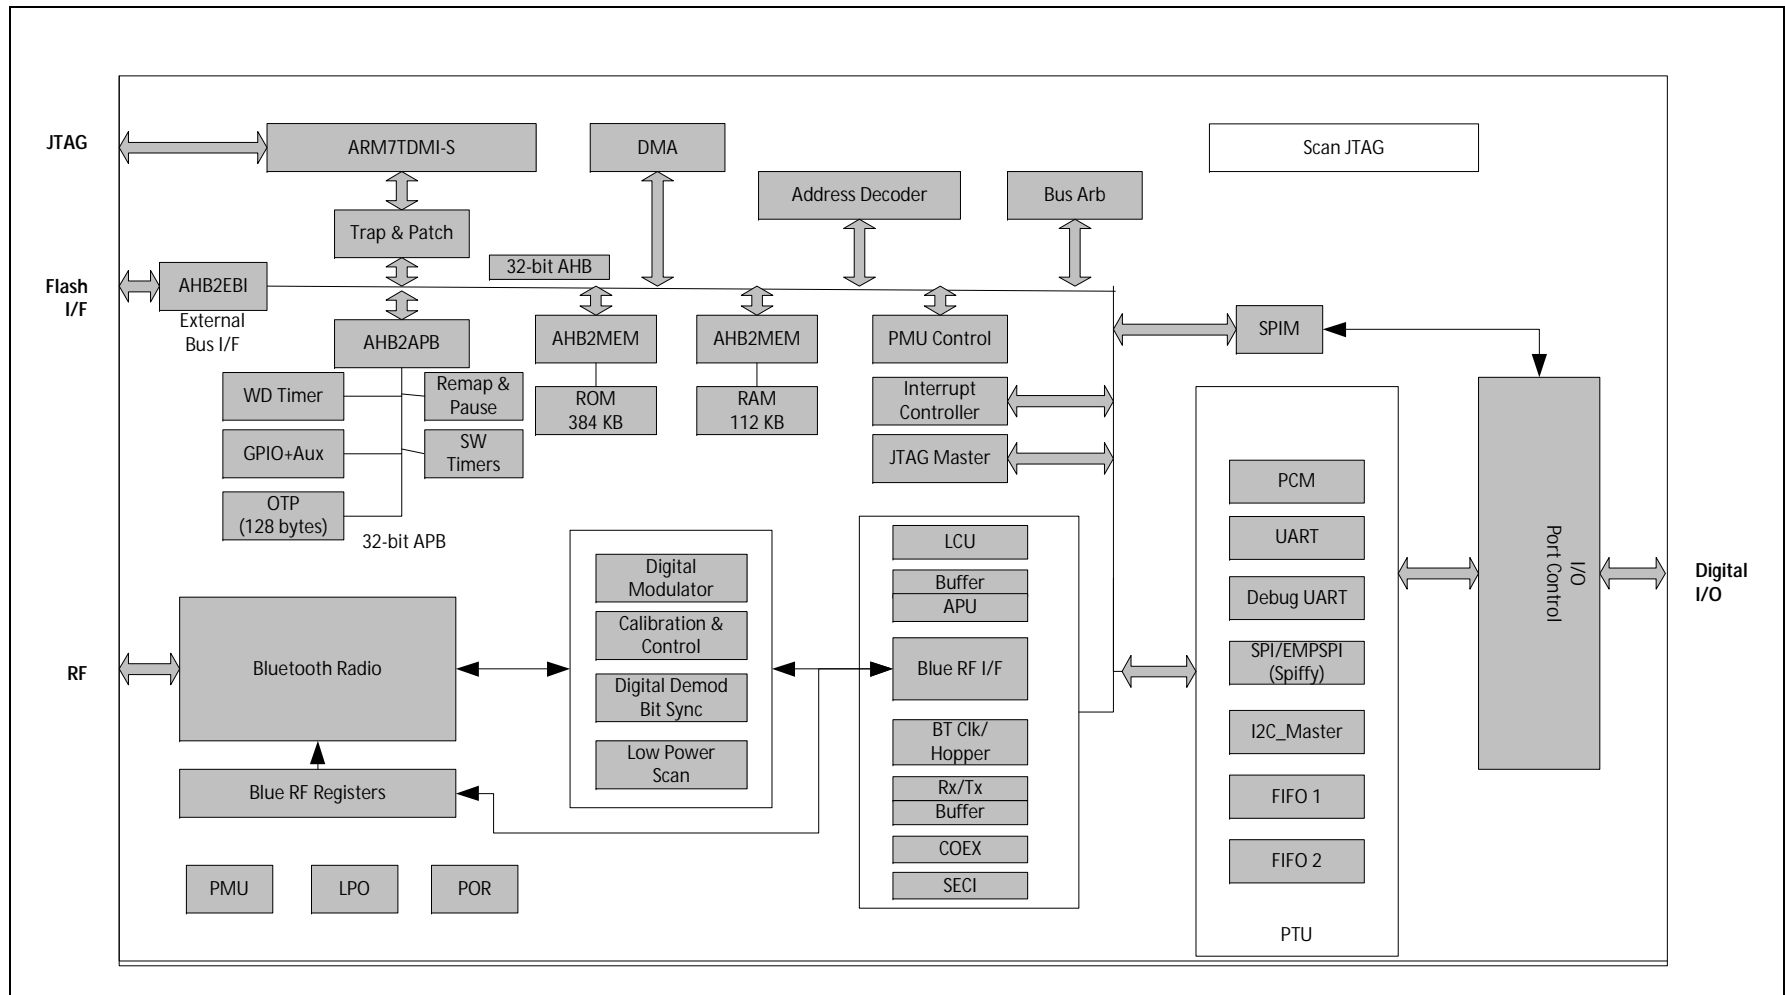 JTAG
ARM7TDMI-S
DMA
Scan JTAG
Address Decoder
Bus Arb
Trap & Patch
32-bit AHB
Flash
I/F
AHB2EBI
External
Bus I/F
AHB2APB
AHB2MEM
AHB2MEM
PMU Control
SPIM
WD Timer
Remap &
Pause
ROM
384 KB
RAM
112 KB
Interrupt
Controller
GPIO+Aux
SW
Timers
JTAG Master
OTP
(128 bytes)
32-bit APB
PCM
UART
Debug UART
SPI/EMPSPI
(Spiffy)
I2C_Master
FIFO 1
FIFO 2
PTU
I/O
Port Control
Digital
I/O
LCU
Buffer
APU
Blue RF I/F
BT Clk/
Hopper
Rx/Tx
Buffer
COEX
SECI
Digital
Modulator
Calibration &
Control
Digital Demod
Bit Sync
Low Power
Scan
RF
Bluetooth Radio
Blue RF Registers
PMU
LPO
POR